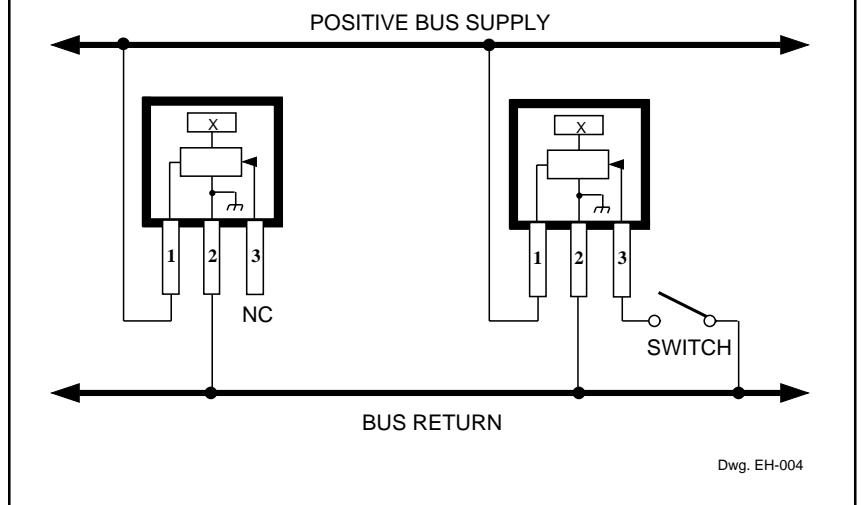 POSITIVE BUS SUPPLY
X
X
1 2 3
1 2 3
NC
SWITCH
BUS RETURN
Dwg. EH-004